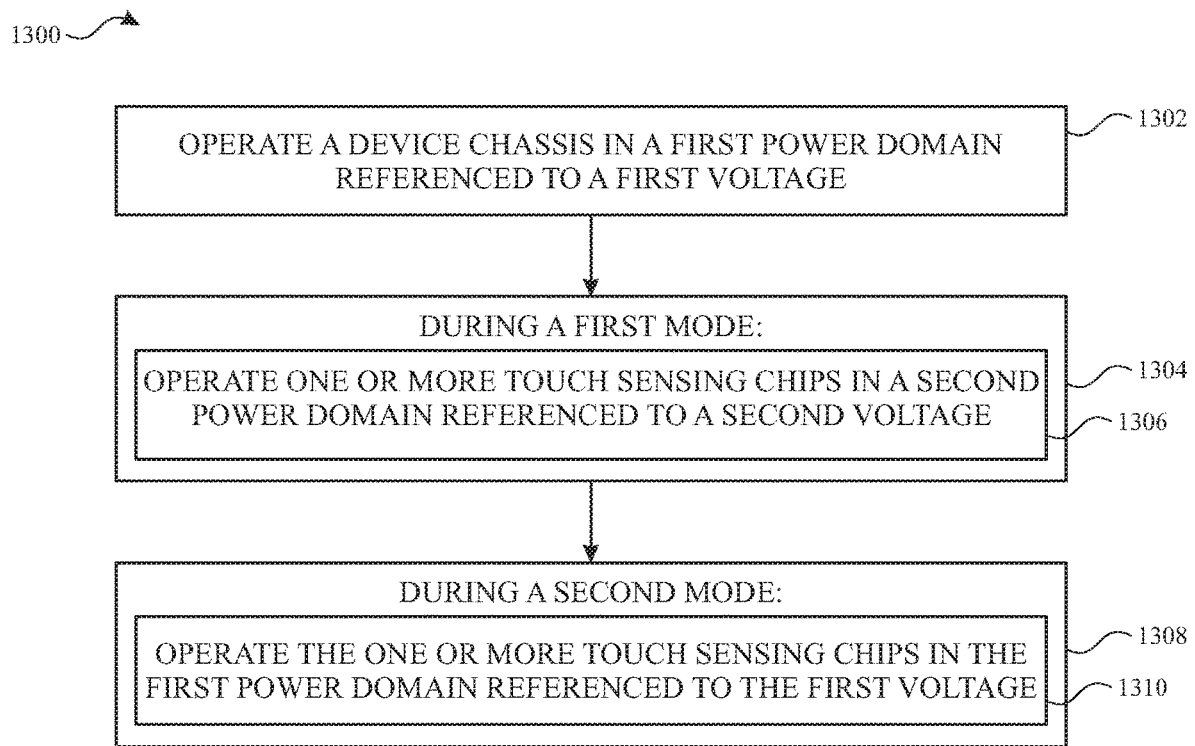 1300
OPERATE A DEVICE CHASSIS IN A FIRST POWER DOMAIN
REFERENCED TO A FIRST VOLTAGE
1302
DURING A FIRST MODE:
OPERATE ONE OR MORE TOUCH SENSING CHIPS IN A SECOND
POWER DOMAIN REFERENCED TO A SECOND VOLTAGE
1304
1306
DURING A SECOND MODE:
OPERATE THE ONE OR MORE TOUCH SENSING CHIPS IN THE
FIRST POWER DOMAIN REFERENCED TO THE FIRST VOLTAGE
1308
1310